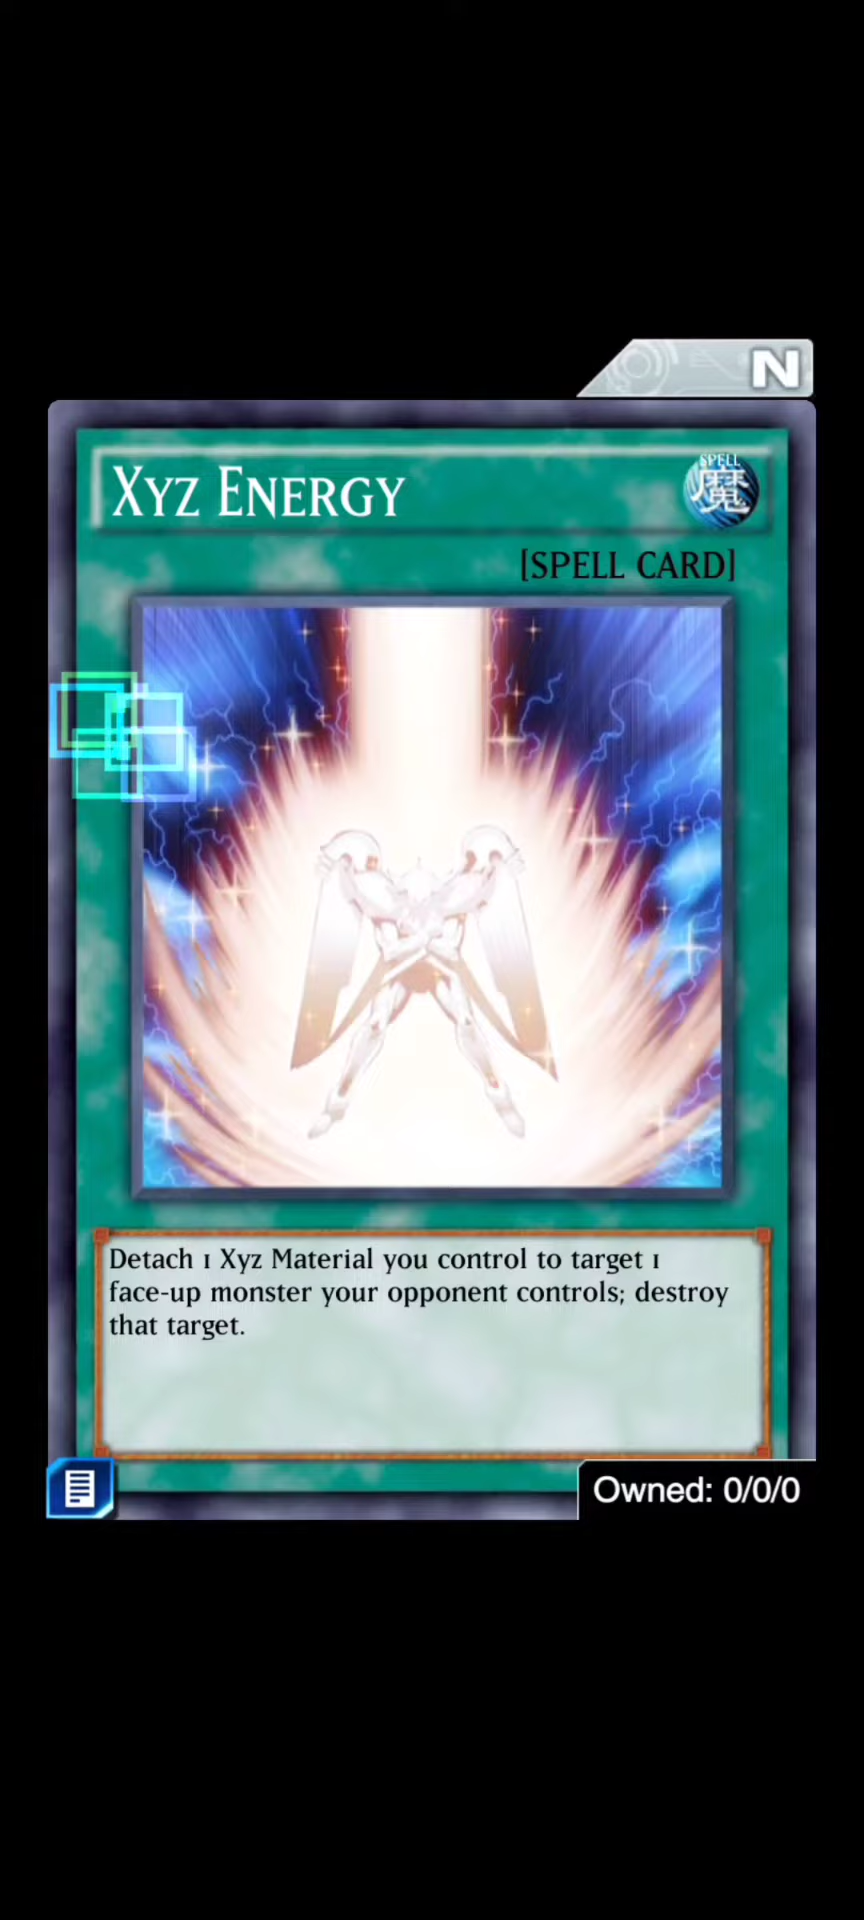 N
Xyz Energy
SPELL
魔
[SPELL CARD]
Detach 1 Xyz Material you control to target 1
face-up monster your opponent controls; destroy
that target.
Owned: 0/0/0